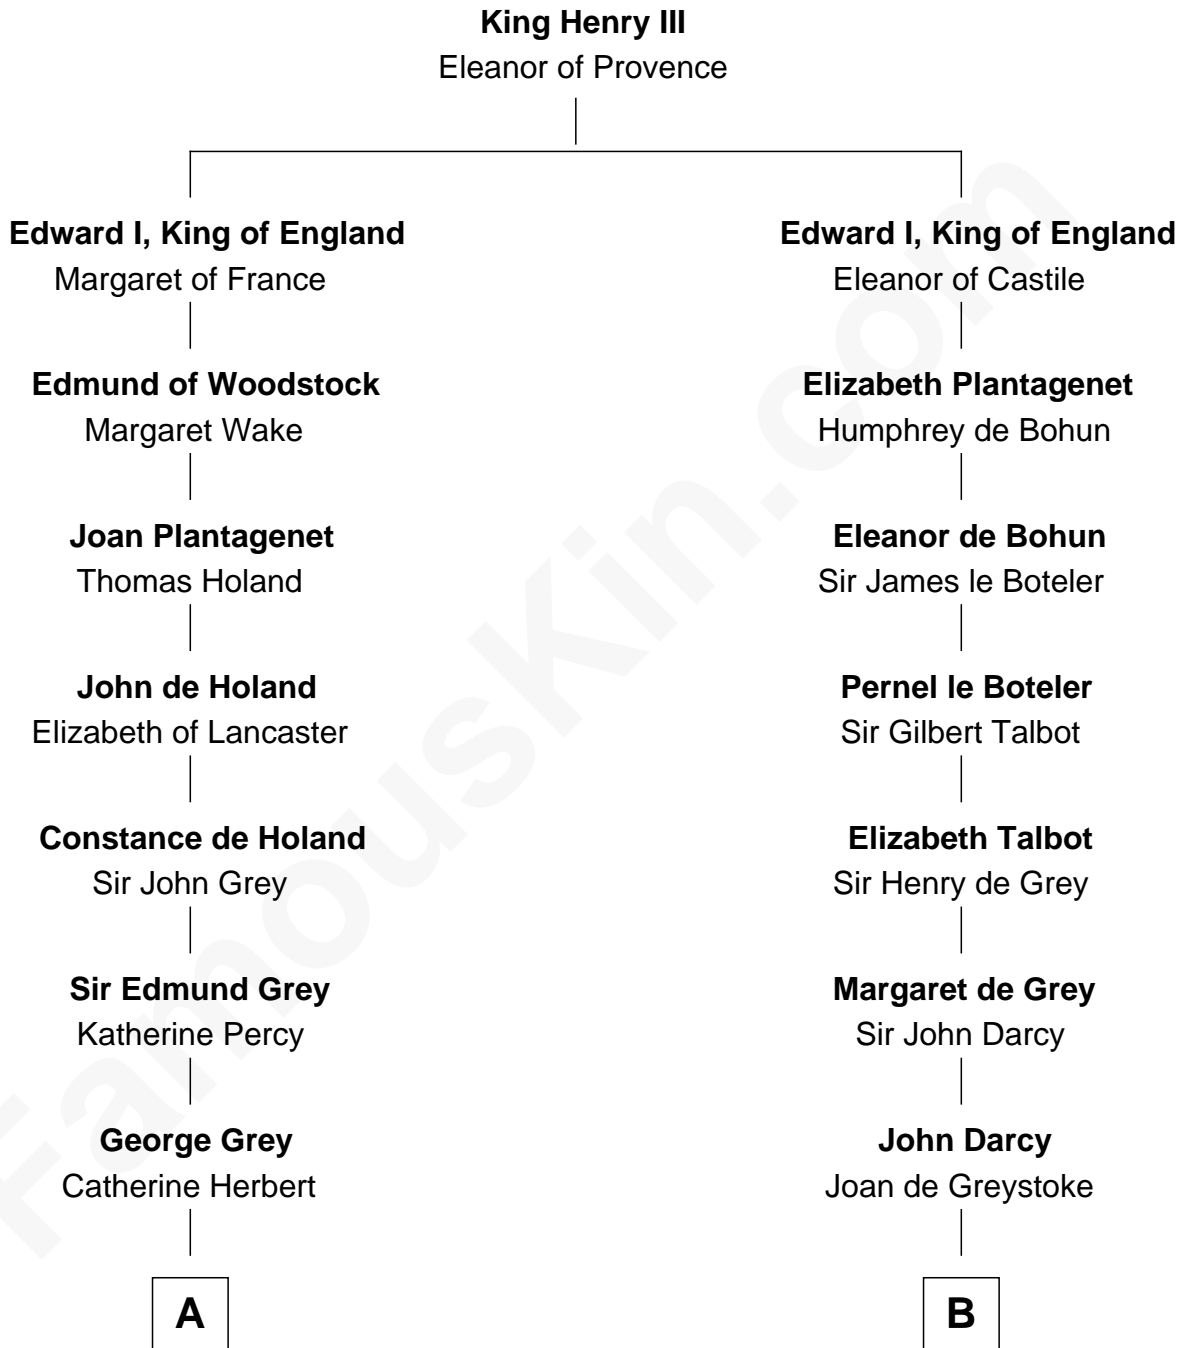 King Henry III
Eleanor of Provence
Edward I, King of England
Margaret of France
Edward I, King of England
Eleanor of Castile
Edmund of Woodstock
Margaret Wake
Elizabeth Plantagenet
Humphrey de Bohun
Joan Plantagenet
Thomas Holand
Eleanor de Bohun
Sir James le Boteler
John de Holand
Elizabeth of Lancaster
Pernel le Boteler
Sir Gilbert Talbot
Constance de Holand
Sir John Grey
Elizabeth Talbot
Sir Henry de Grey
Sir Edmund Grey
Katherine Percy
Margaret de Grey
Sir John Darcy
George Grey
Catherine Herbert
John Darcy
Joan de Greystoke
A
B
FamousKin.com